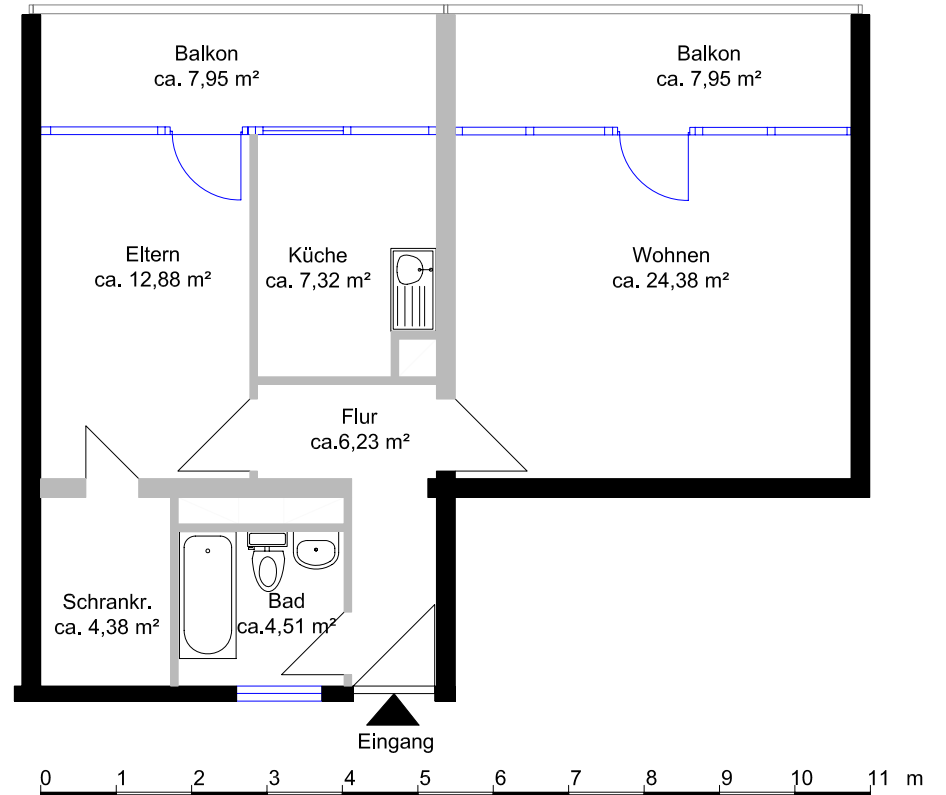 Balkon
ca. 7,95 m²
Balkon
ca. 7,95 m²
Eltern
ca. 12,88 m²
Küche
ca. 7,32 m²
Wohnen
ca. 24,38 m²
Flur
ca.6,23 m²
Schrankr.
ca. 4,38 m²
Bad
ca.4,51 m²
Eingang
0 1 2 3 4 5 6 7 8 9 10 11 m